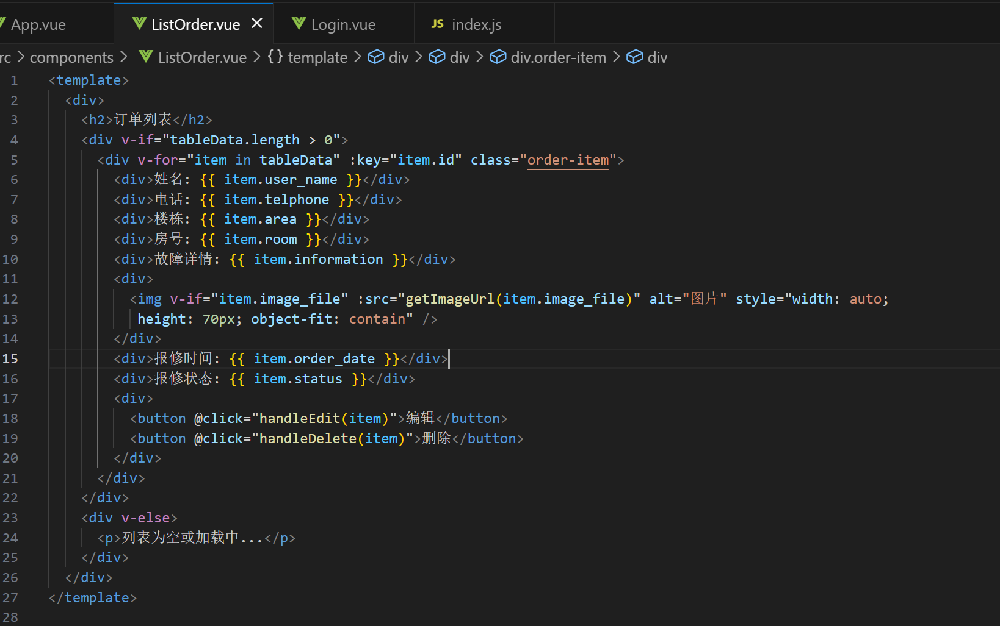 App.vue ListOrder.vue Login.vue JS index.js
rc > components > ListOrder.vue > {} template > div > div > div.order-item > div
1 <template>
2 <div>
3 <h2>订单列表</h2>
4 <div v-if="tableData.length > 0">
5 <div v-for="item in tableData" :key="item.id" class="order-item">
6 <div>姓名: {{ item.user_name }}</div>
7 <div>电话: {{ item.telphone }}</div>
8 <div>楼栋: {{ item.area }}</div>
9 <div>房号: {{ item.room }}</div>
10 <div>故障详情: {{ item.information }}</div>
11 <div>
12 <img v-if="item.image_file" :src="getImageUrl(item.image_file)" alt="图片" style="width: auto;
13 height: 70px; object-fit: contain" />
14 </div>
15 <div>报修时间: {{ item.order_date }}</div>
16 <div>报修状态: {{ item.status }}</div>
17 <div>
18 <button @click="handleEdit(item)">编辑</button>
19 <button @click="handleDelete(item)">删除</button>
20 </div>
21 </div>
22 </div>
23 <div v-else>
24 <p>列表为空或加载中...</p>
25 </div>
26 </div>
27 </template>
28